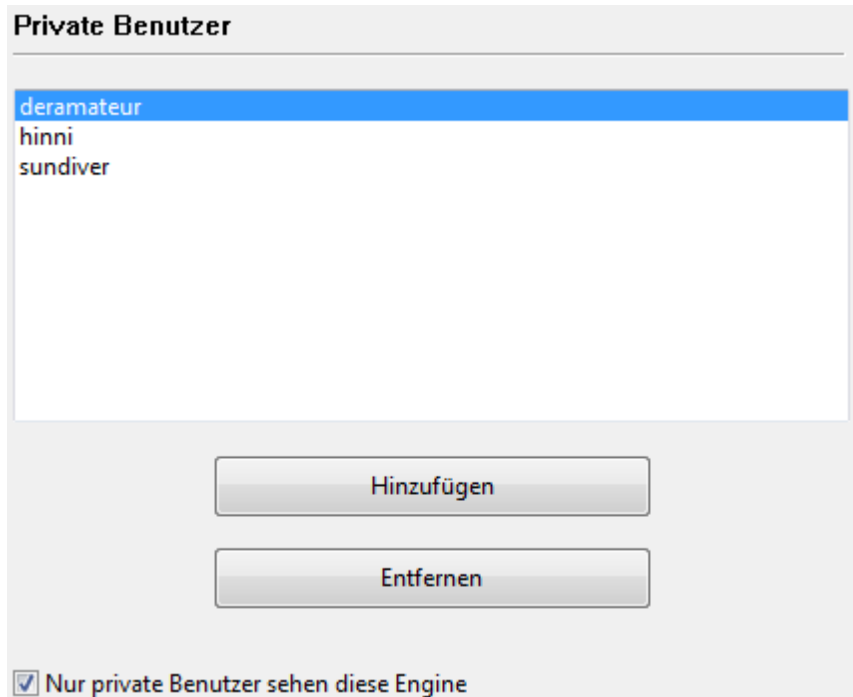 Private Benutzer
deramateur
hinni
sundiver
Hinzufügen
Entfernen
Nur private Benutzer sehen diese Engine